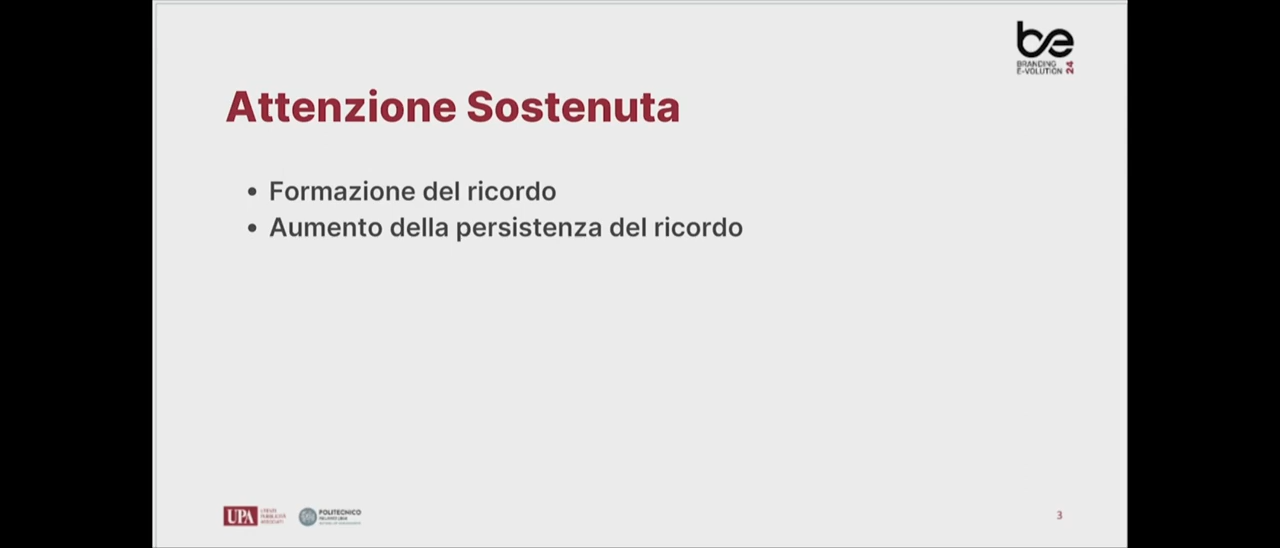 be
BRANDING
E-VOLUTION 24
Attenzione Sostenuta
• Formazione del ricordo
• Aumento della persistenza del ricordo
UPA
POLITECNICO
3